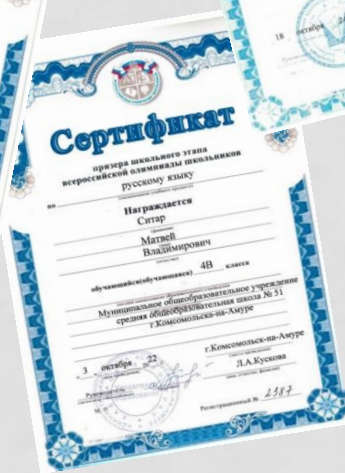 Сертификат
призера школьного этапа
всероссийской олимпиады школьников
по русскому языку
Награждается
Ситар
Матвей
Владимирович
обучающийся(обучающаяся) 4В класса
Муниципальное общеобразовательное учреждение
средняя общеобразовательная школа № 51
г.Комсомольска-на-Амуре
3 октября 22
г.Комсомольск-на-Амуре
Л.А.Кускова
Регистрационный № 2387
18 октября